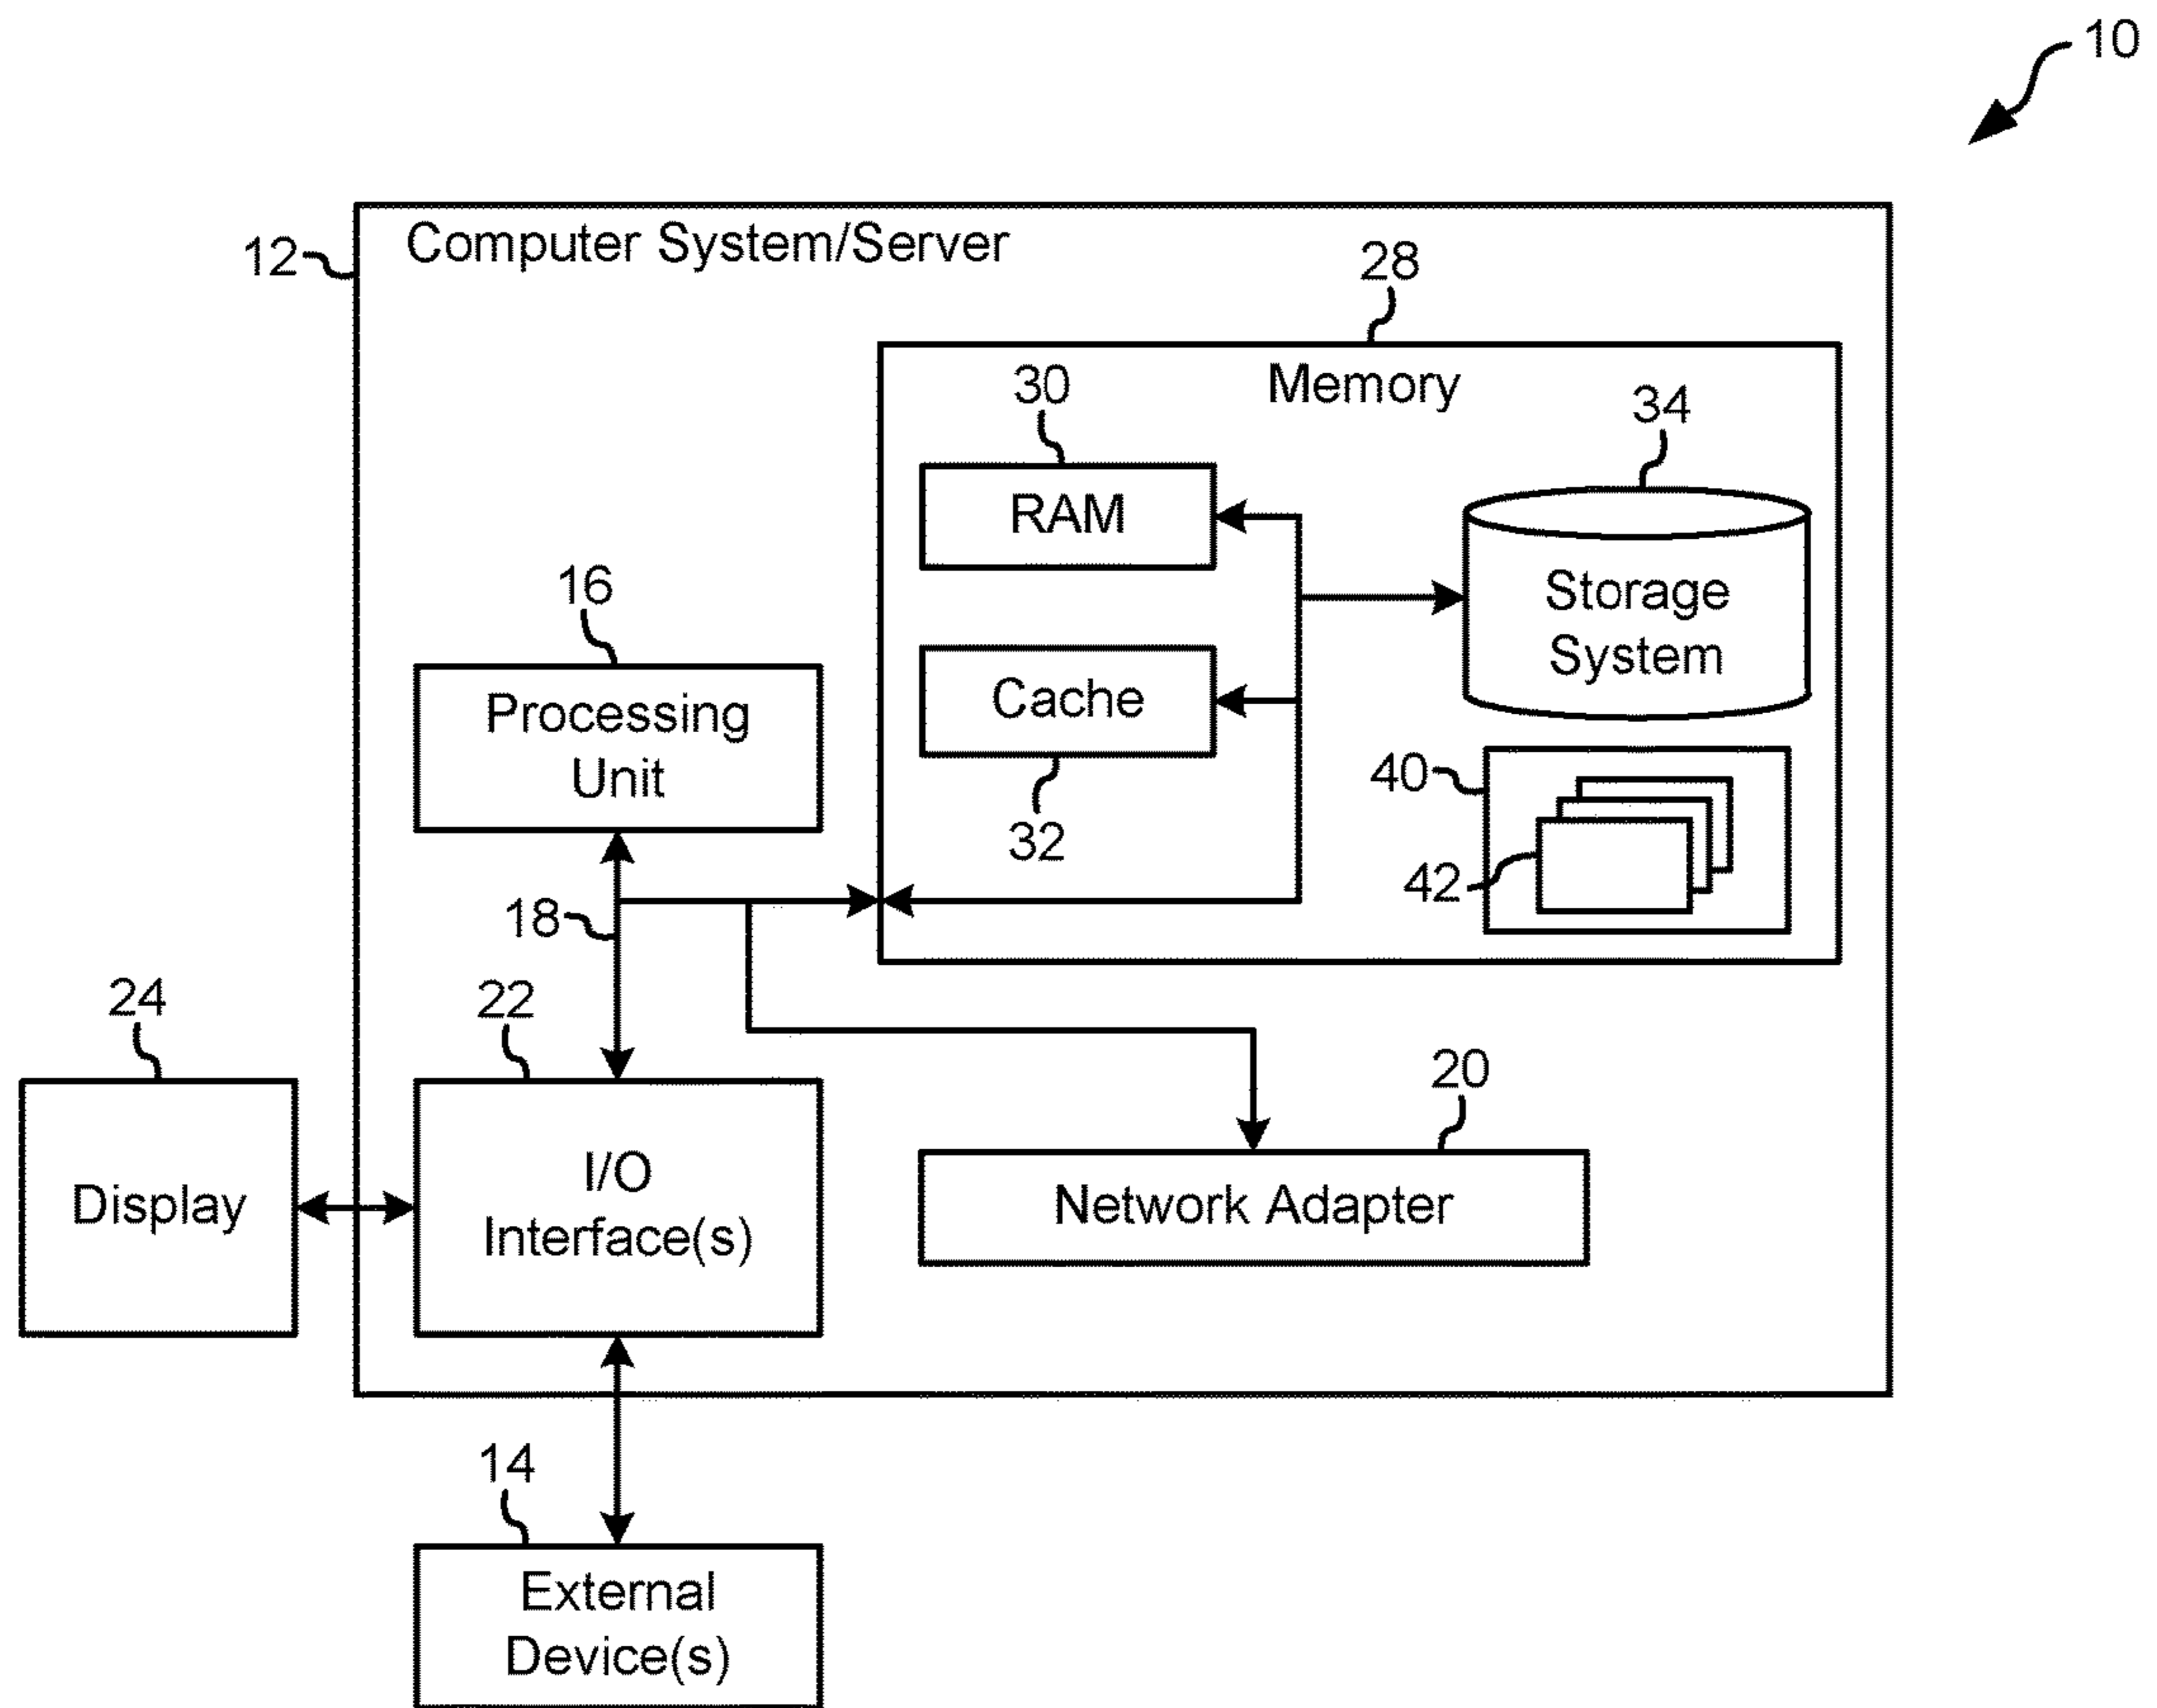 10
12
Computer System/Server
28
Memory
30
34
RAM
Storage
System
16
Processing
Unit
Cache
32
40
42
18
24
22
20
Display
I/O
Interface(s)
Network Adapter
14
External
Device(s)